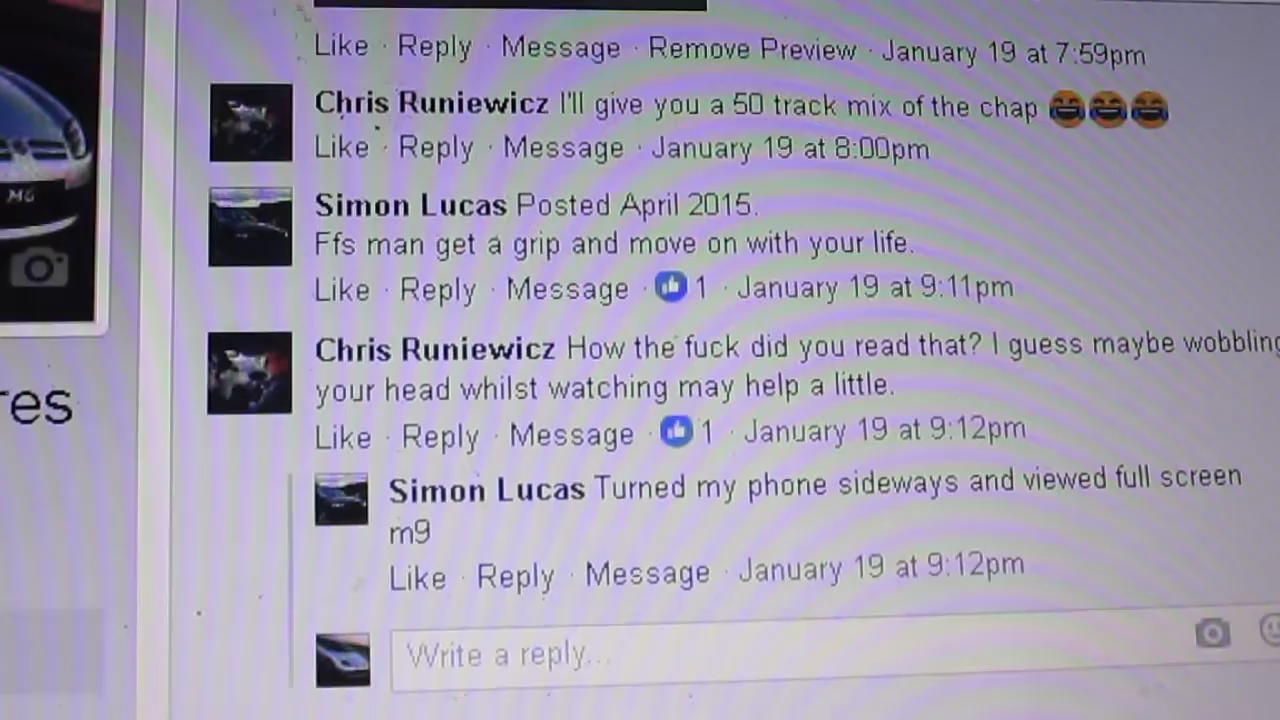 Like · Reply · Message · Remove Preview · January 19 at 7:59pm
Chris Runiewicz I'll give you a 50 track mix of the chap 😂😂😂
Like · Reply · Message · January 19 at 8:00pm
MG
Simon Lucas Posted April 2015.
Ffs man get a grip and move on with your life.
Like · Reply · Message · 1 · January 19 at 9:11pm
Chris Runiewicz How the fuck did you read that? I guess maybe wobbling
your head whilst watching may help a little.
res
Like · Reply · Message · 1 · January 19 at 9:12pm
Simon Lucas Turned my phone sideways and viewed full screen
m9
Like · Reply · Message · January 19 at 9:12pm
Write a reply...